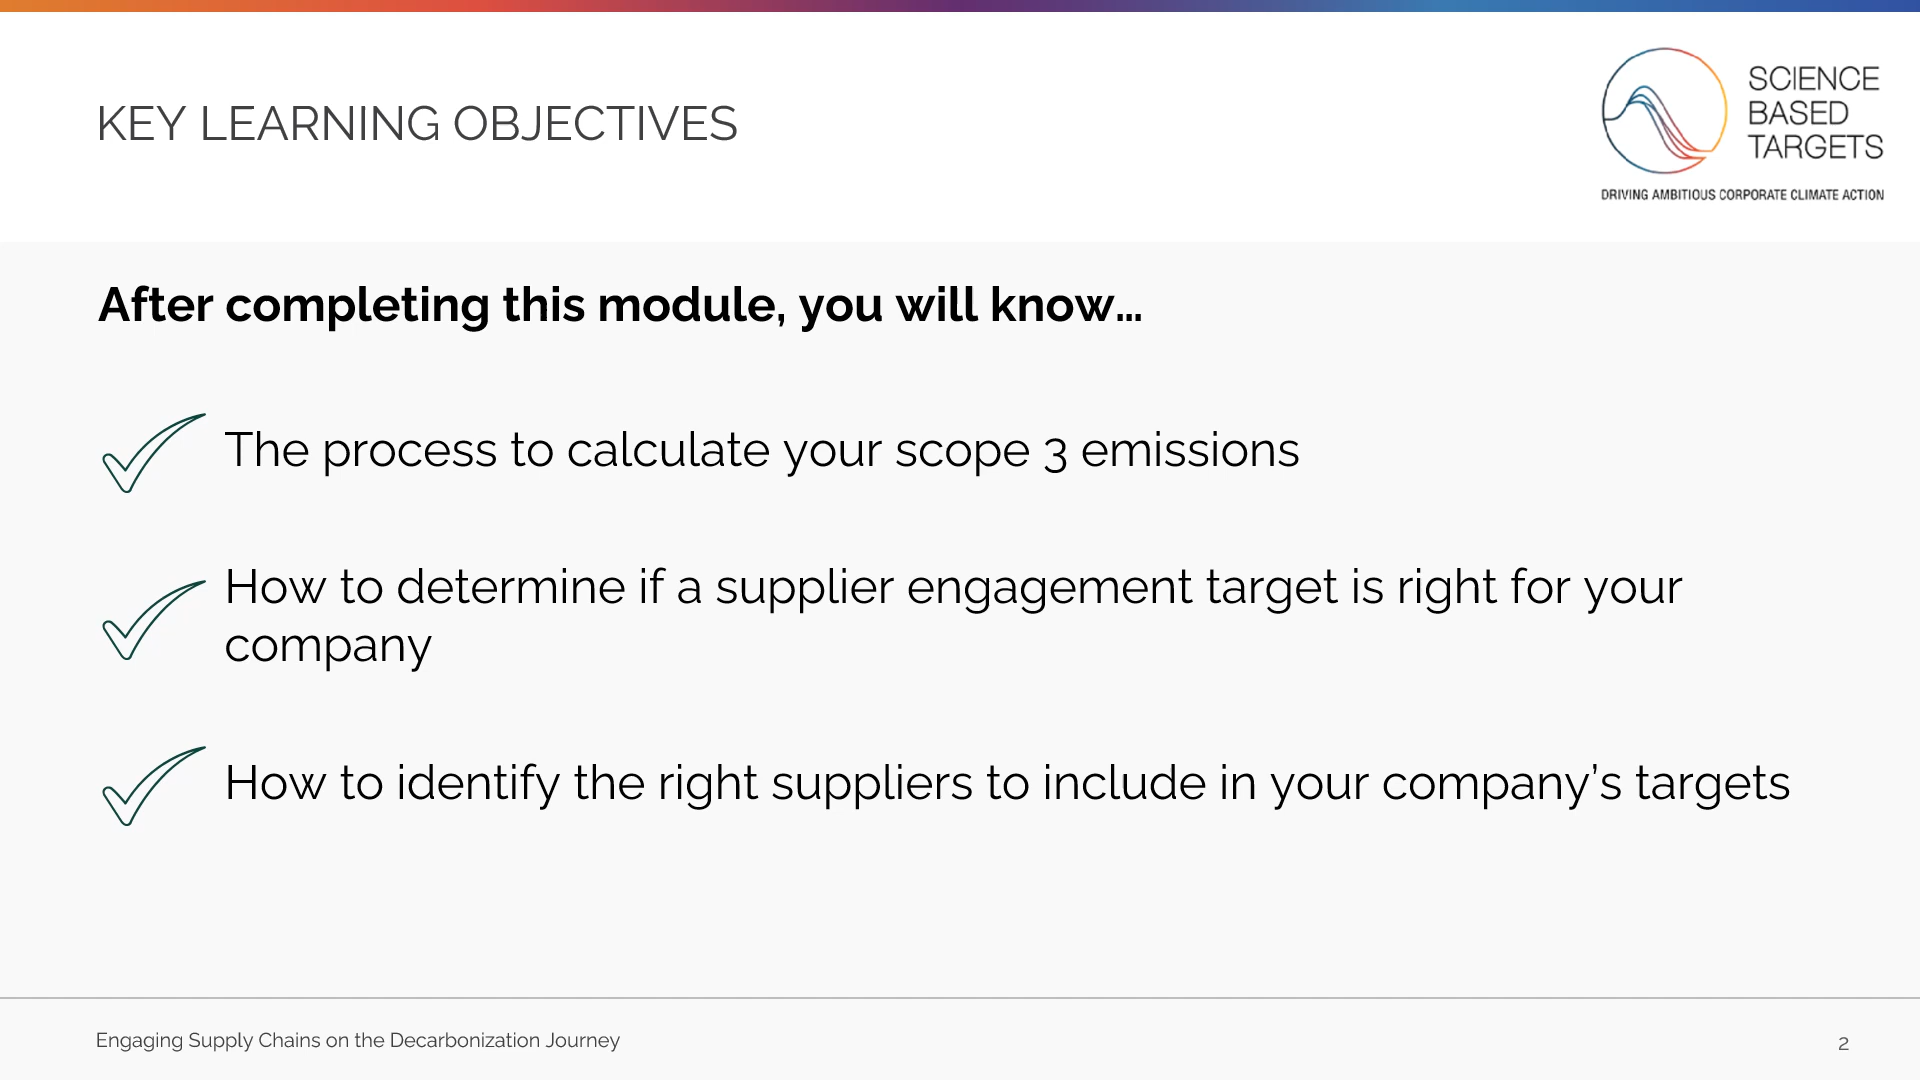 KEY LEARNING OBJECTIVES
SCIENCE
BASED
TARGETS
DRIVING AMBITIOUS CORPORATE CLIMATE ACTION
After completing this module, you will know…
The process to calculate your scope 3 emissions
How to determine if a supplier engagement target is right for your
company
How to identify the right suppliers to include in your company’s targets
Engaging Supply Chains on the Decarbonization Journey
2